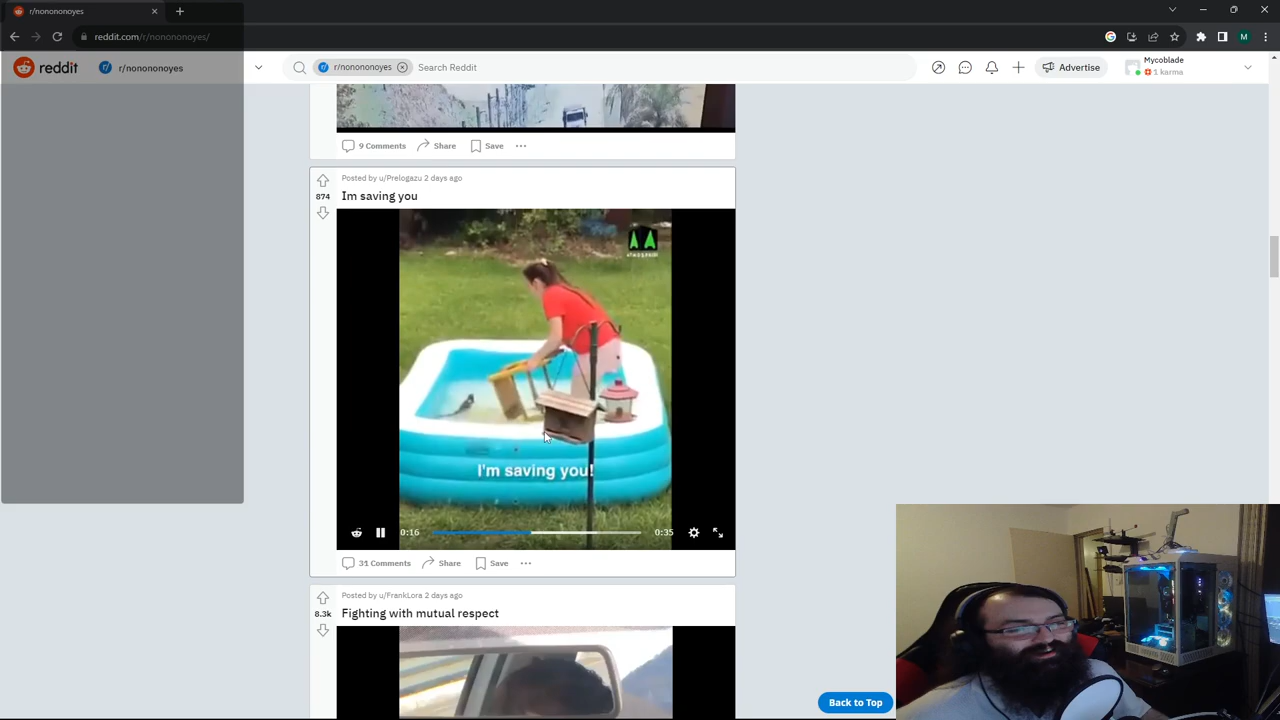 r/nonononoyes
reddit.com/r/nonononoyes/
M
reddit
r/nonononoyes
r/nonononoyes
Search Reddit
Advertise
Mycoblade
1 karma
9 Comments
Share
Save
Posted by u/Prelogazu 2 days ago
874
Im saving you
I'm saving you!
0:16
0:35
31 Comments
Share
Save
Posted by u/FrankLora 2 days ago
8.3k
Fighting with mutual respect
Back to Top